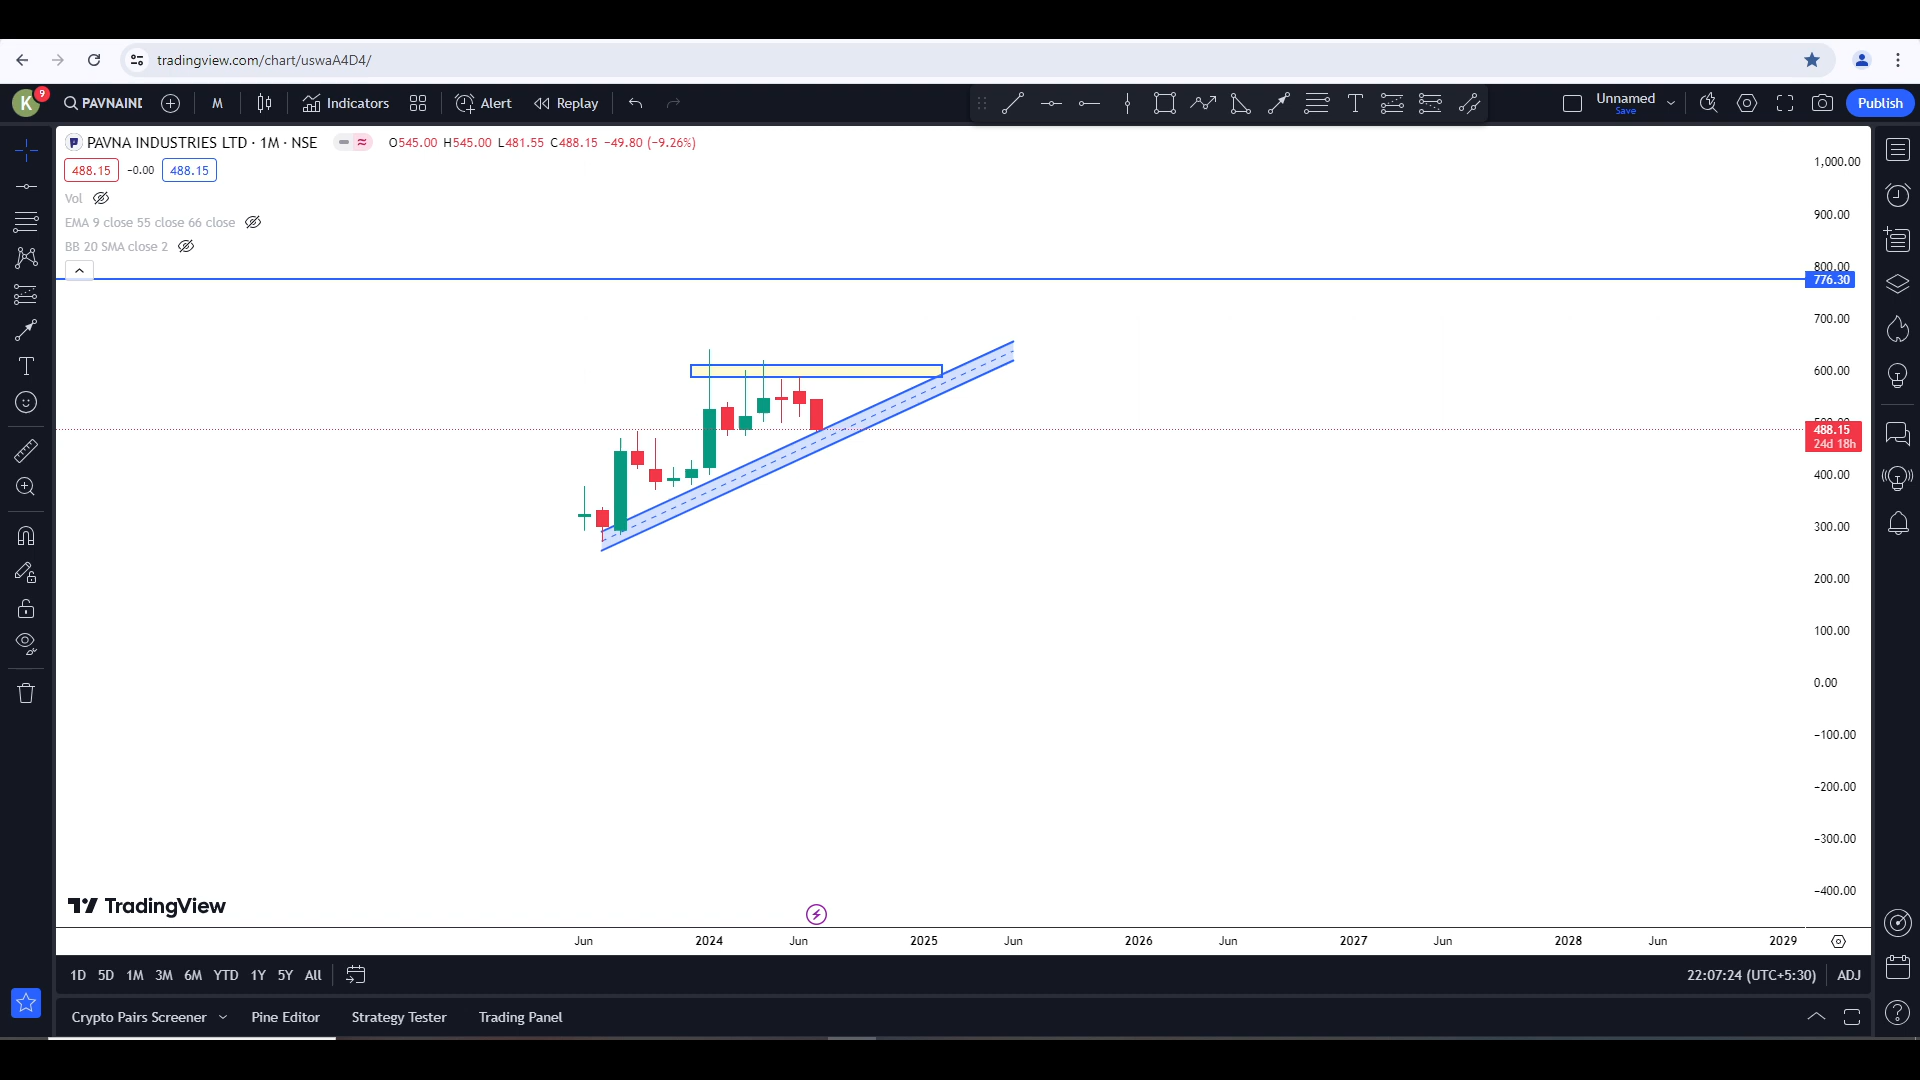 tradingview.com/chart/uswaA4D4/
K 9 PAVNAIND M Indicators Alert Replay Unnamed Save Publish
PAVNA INDUSTRIES LTD · 1M · NSE O545.00 H545.00 L481.55 C488.15 −49.80 (−9.26%)
488.15 −0.00 488.15
Vol
EMA 9 close 55 close 66 close
BB 20 SMA close 2
1,000.00
900.00
800.00
776.30
700.00
600.00
500.00
488.15
24d 18h
400.00
300.00
200.00
100.00
0.00
−100.00
−200.00
−300.00
−400.00
TradingView
Jun 2024 Jun 2025 Jun 2026 Jun 2027 Jun 2028 Jun 2029
1D 5D 1M 3M 6M YTD 1Y 5Y All 22:07:24 (UTC+5:30) ADJ
Crypto Pairs Screener Pine Editor Strategy Tester Trading Panel